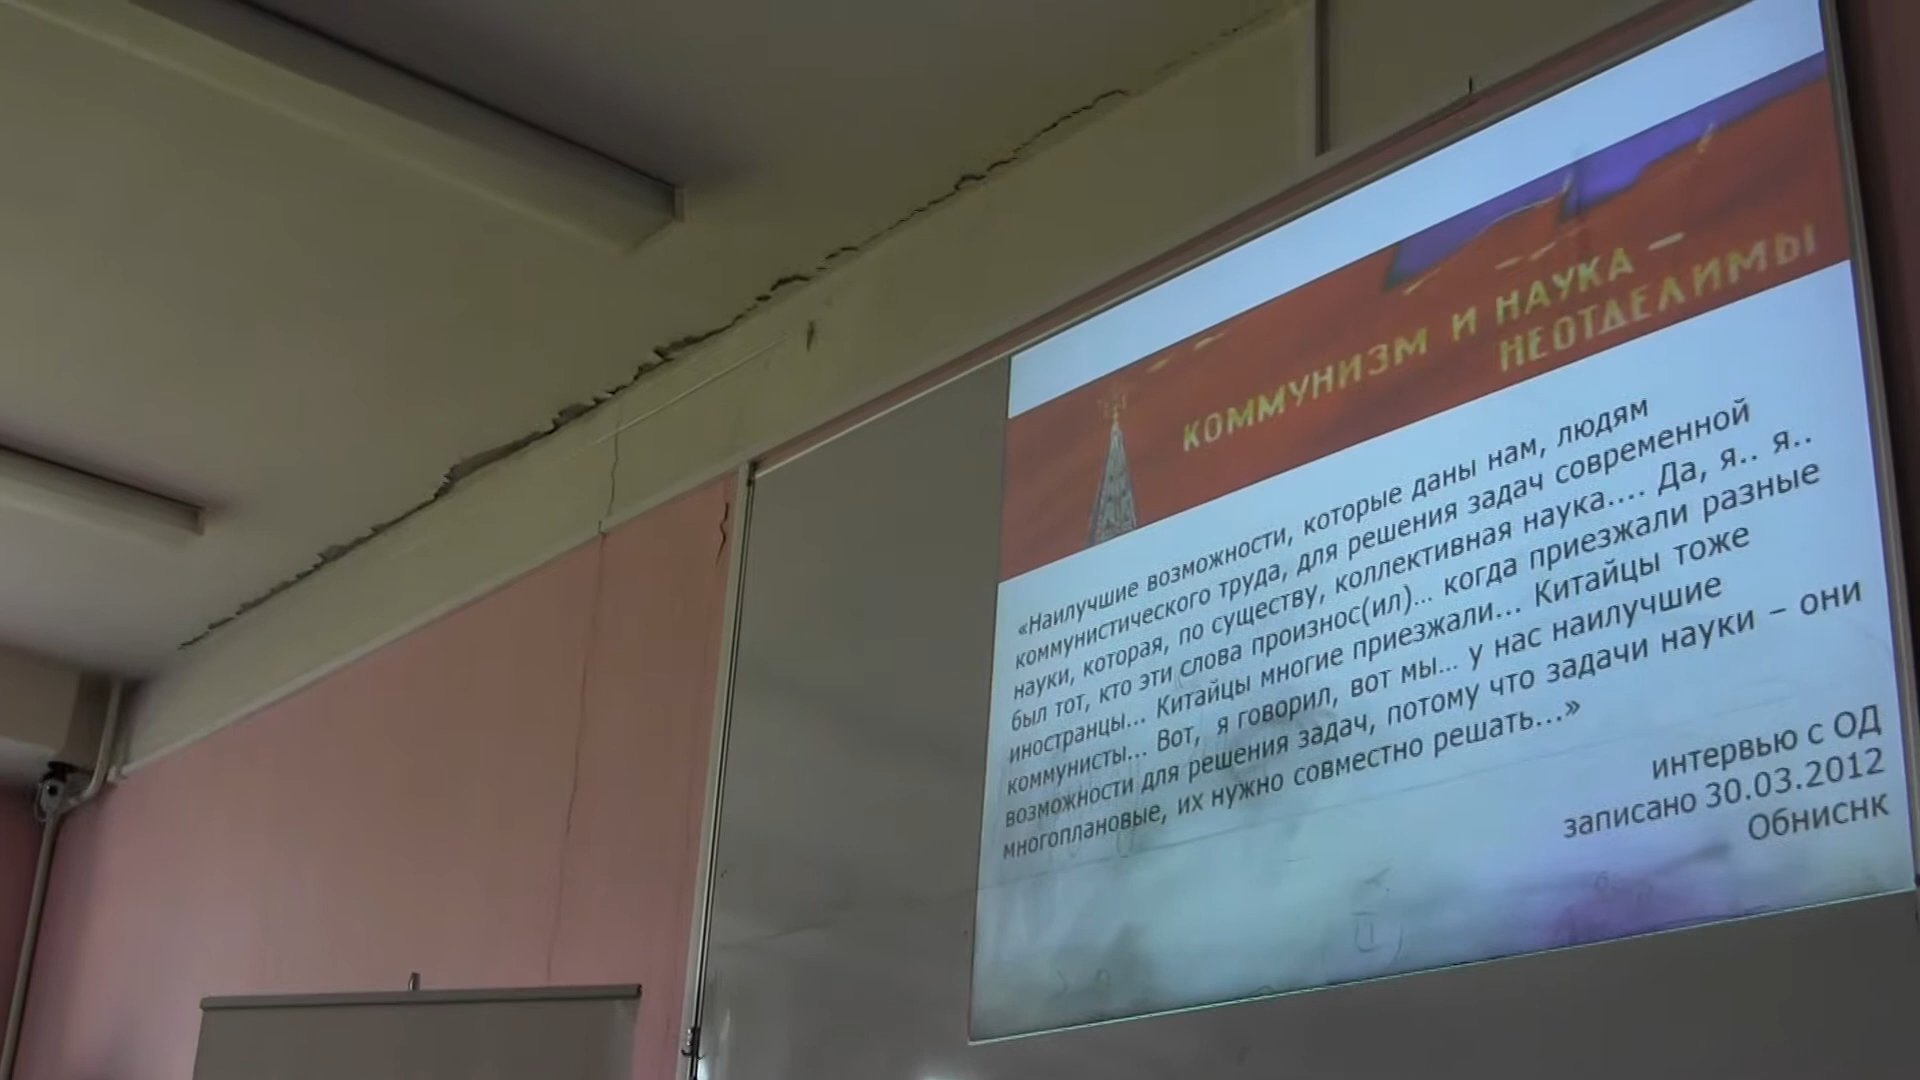 КОММУНИЗМ И НАУКА –
НЕОТДЕЛИМЫ
«Наилучшие возможности, которые даны нам, людям
коммунистического труда, для решения задач современной
науки, которая, по существу, коллективная наука.... Да, я.. я..
был тот, кто эти слова произнос(ил)... когда приезжали разные
иностранцы... Китайцы многие приезжали... Китайцы тоже
коммунисты... Вот, я говорил, вот мы... у нас наилучшие
возможности для решения задач, потому что задачи науки – они
многоплановые, их нужно совместно решать...»
интервью с ОД
записано 30.03.2012
Обниснк